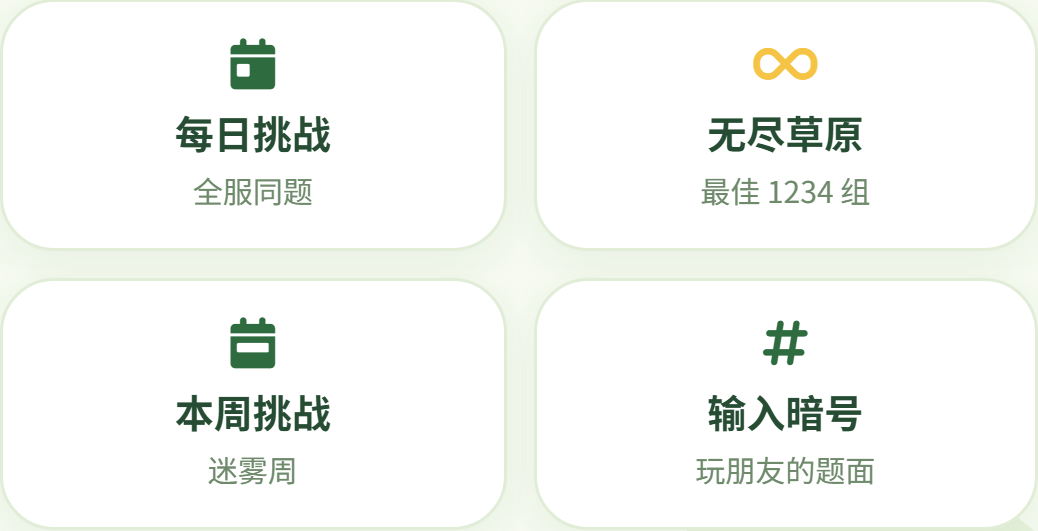 每日挑战
全服同题
无尽草原
最佳 1234 组
本周挑战
迷雾周
输入暗号
玩朋友的题面